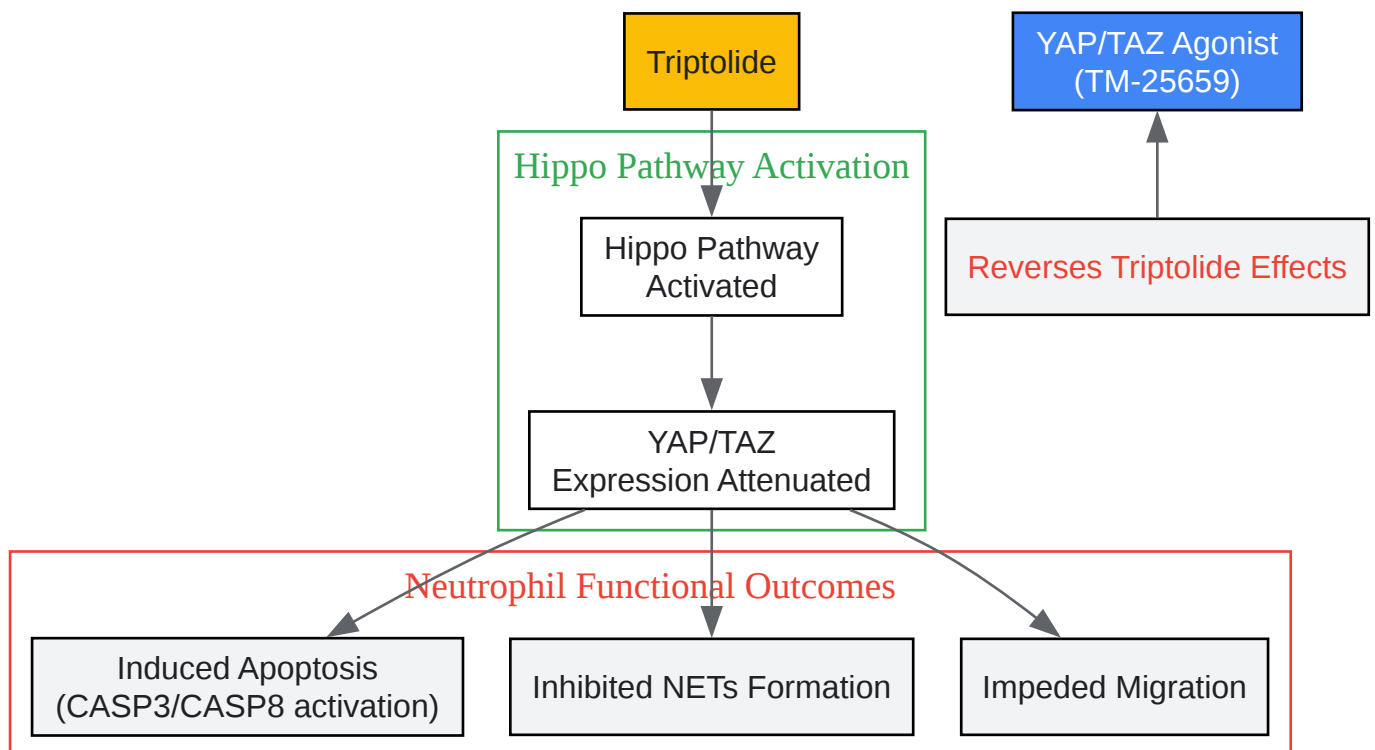 Triptolide
YAP/TAZ Agonist
(TM-25659)
Hippo Pathway Activation
Hippo Pathway
Activated
Reverses Triptolide Effects
YAP/TAZ
Expression Attenuated
Neutrophil Functional Outcomes
Induced Apoptosis
(CASP3/CASP8 activation)
Inhibited NETs Formation
Impeded Migration